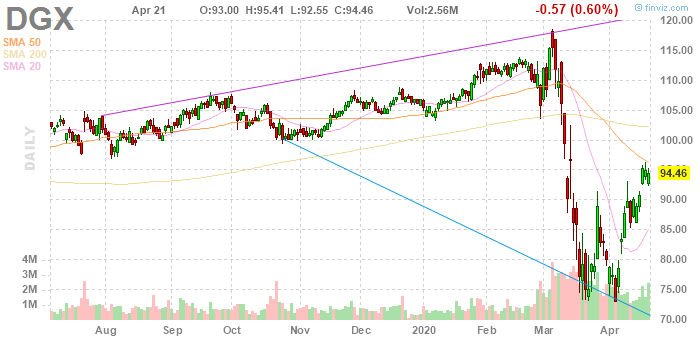 DGX Apr 21 O:93.00 H:95.41 L:92.55 C:94.46 Vol:2.56M -0.57 (0.60%) © finviz.com
SMA 50
SMA 200
SMA 20
DAILY
120.00
115.00
110.00
105.00
100.00
95.00
94.46
90.00
85.00
80.00
75.00
70.00
4M
3M
2M
1M
Aug Sep Oct Nov Dec 2020 Feb Mar Apr